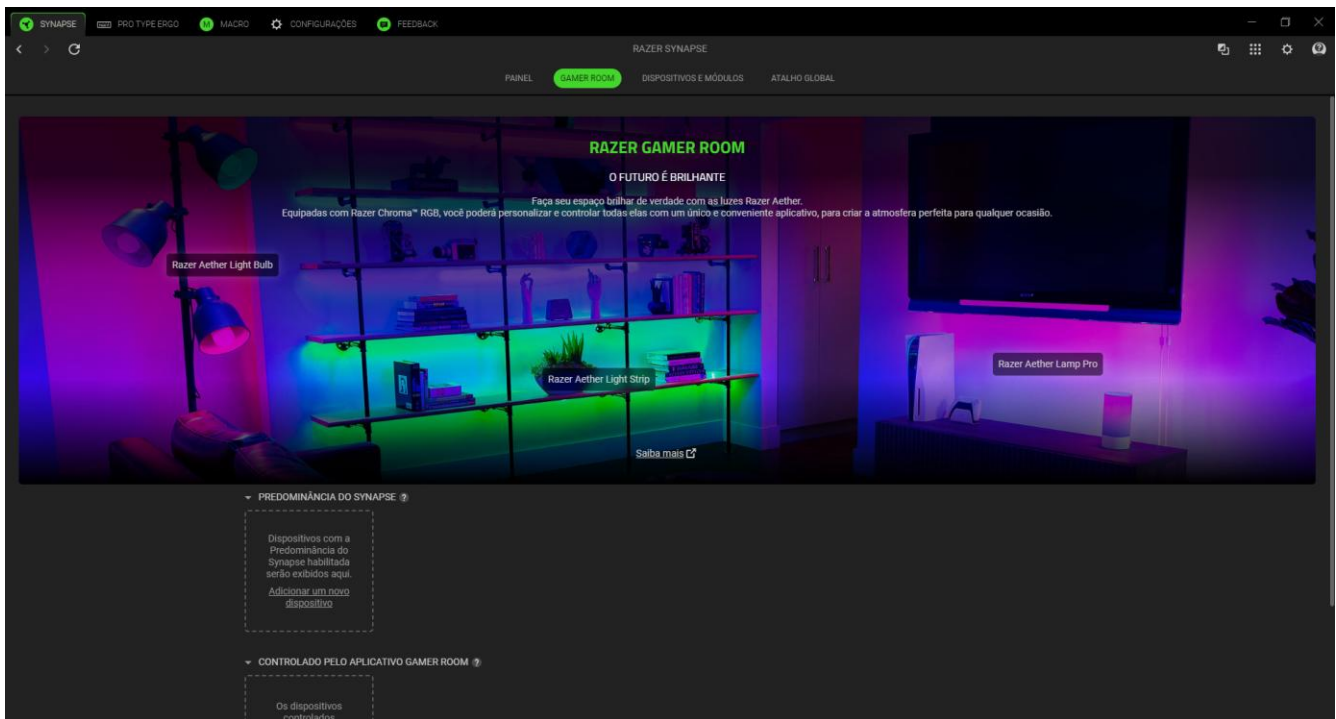 SYNAPSE PRO TYPE ERGO MACRO CONFIGURAÇÕES FEEDBACK
RAZER SYNAPSE
PAINEL GAMER ROOM DISPOSITIVOS E MÓDULOS ATALHO GLOBAL
RAZER GAMER ROOM
O FUTURO É BRILHANTE
Faça seu espaço brilhar de verdade com as luzes Razer Aether.
Equipadas com Razer Chroma™ RGB, você poderá personalizar e controlar todas elas com um único e conveniente aplicativo, para criar a atmosfera perfeita para qualquer ocasião.
Razer Aether Light Bulb
Razer Aether Lamp Pro
Razer Aether Light Strip
Saiba mais
PREDOMINÂNCIA DO SYNAPSE
Dispositivos com a
Predominância do
Synapse habilitada
serão exibidos aqui.
Adicionar um novo
dispositivo
CONTROLADO PELO APLICATIVO GAMER ROOM
Os dispositivos
controlados